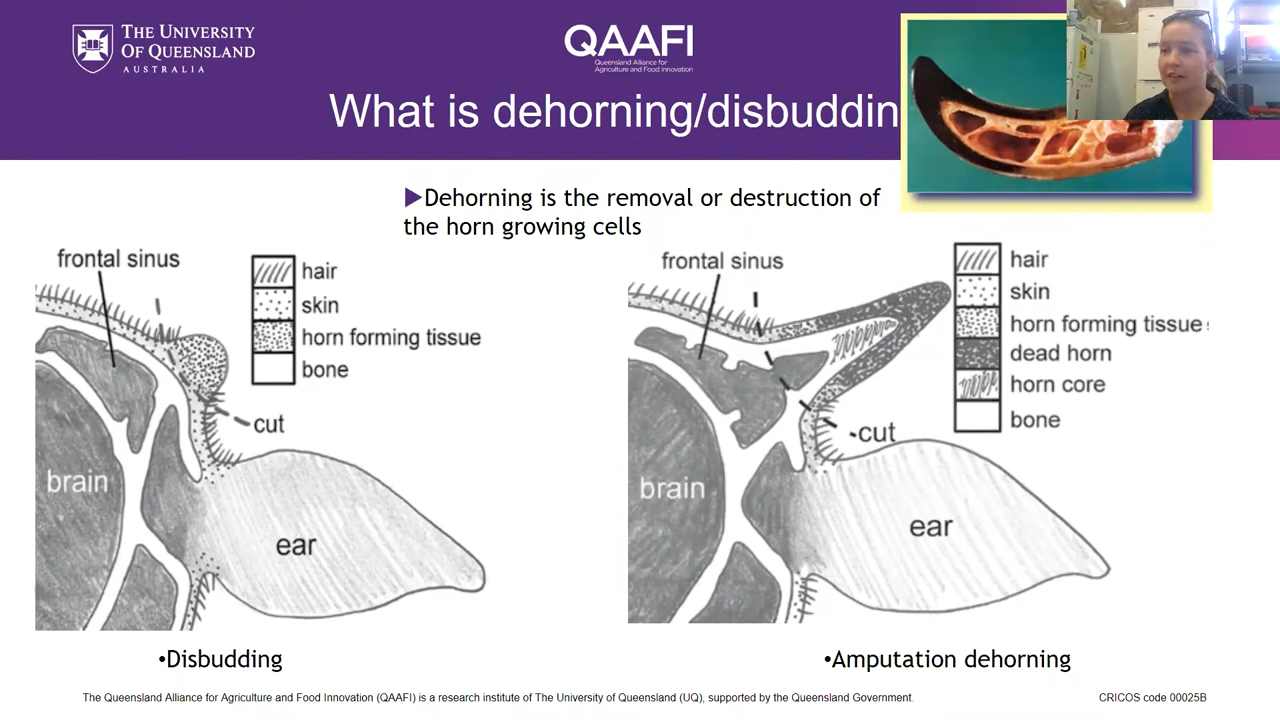 THE UNIVERSITY
OF QUEENSLAND
AUSTRALIA
QAAFI
Queensland Alliance for
Agriculture and Food Innovation
What is dehorning/disbuddin
▶Dehorning is the removal or destruction of
the horn growing cells
frontal sinus
hair
skin
horn forming tissue
bone
cut
brain
ear
frontal sinus
hair
skin
horn forming tissue
dead horn
horn core
bone
cut
brain
ear
•Disbudding
•Amputation dehorning
The Queensland Alliance for Agriculture and Food Innovation (QAAFI) is a research institute of The University of Queensland (UQ), supported by the Queensland Government.
CRICOS code 00025B